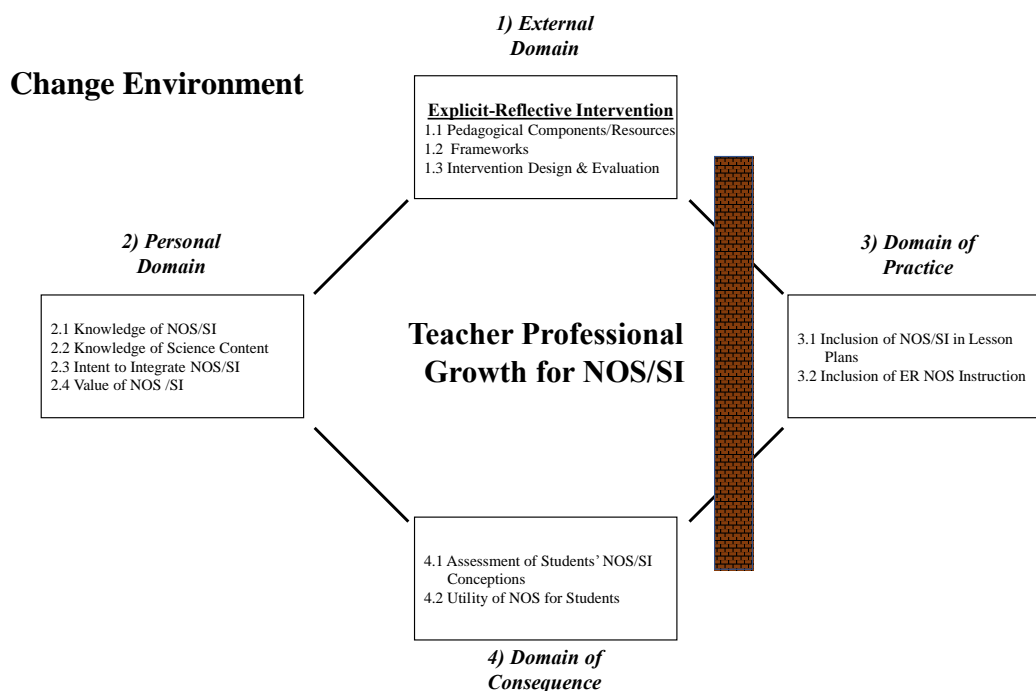 1) External
Domain
Change Environment
Explicit-Reflective Intervention
1.1 Pedagogical Components/Resources
1.2 Frameworks
1.3 Intervention Design & Evaluation
2) Personal
Domain
3) Domain of
Practice
2.1 Knowledge of NOS/SI
2.2 Knowledge of Science Content
2.3 Intent to Integrate NOS/SI
2.4 Value of NOS /SI
Teacher Professional
Growth for NOS/SI
3.1 Inclusion of NOS/SI in Lesson
Plans
3.2 Inclusion of ER NOS Instruction
4.1 Assessment of Students' NOS/SI
Conceptions
4.2 Utility of NOS for Students
4) Domain of
Consequence